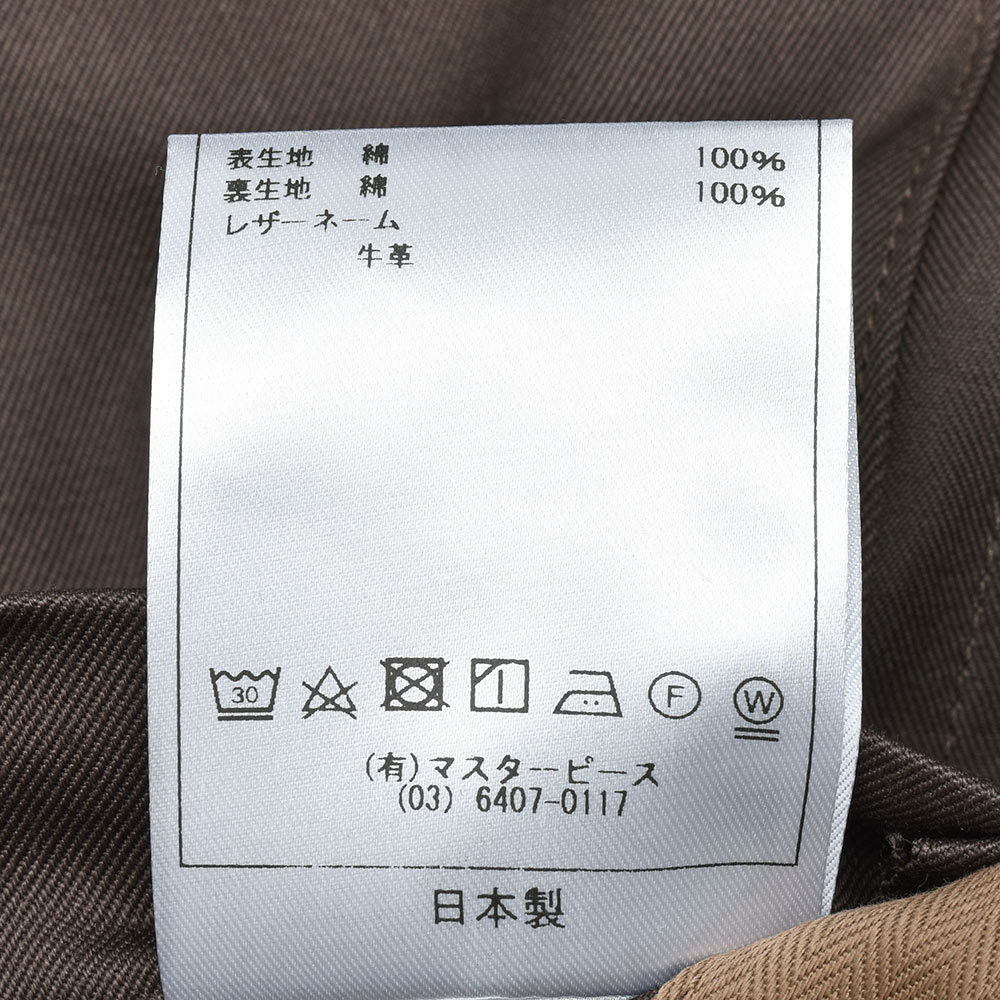 表生地 綿 100%
裏生地 綿 100%
レザーネーム
牛革
30 F W
(有)マスターピース
(03) 6407-0117
日本製